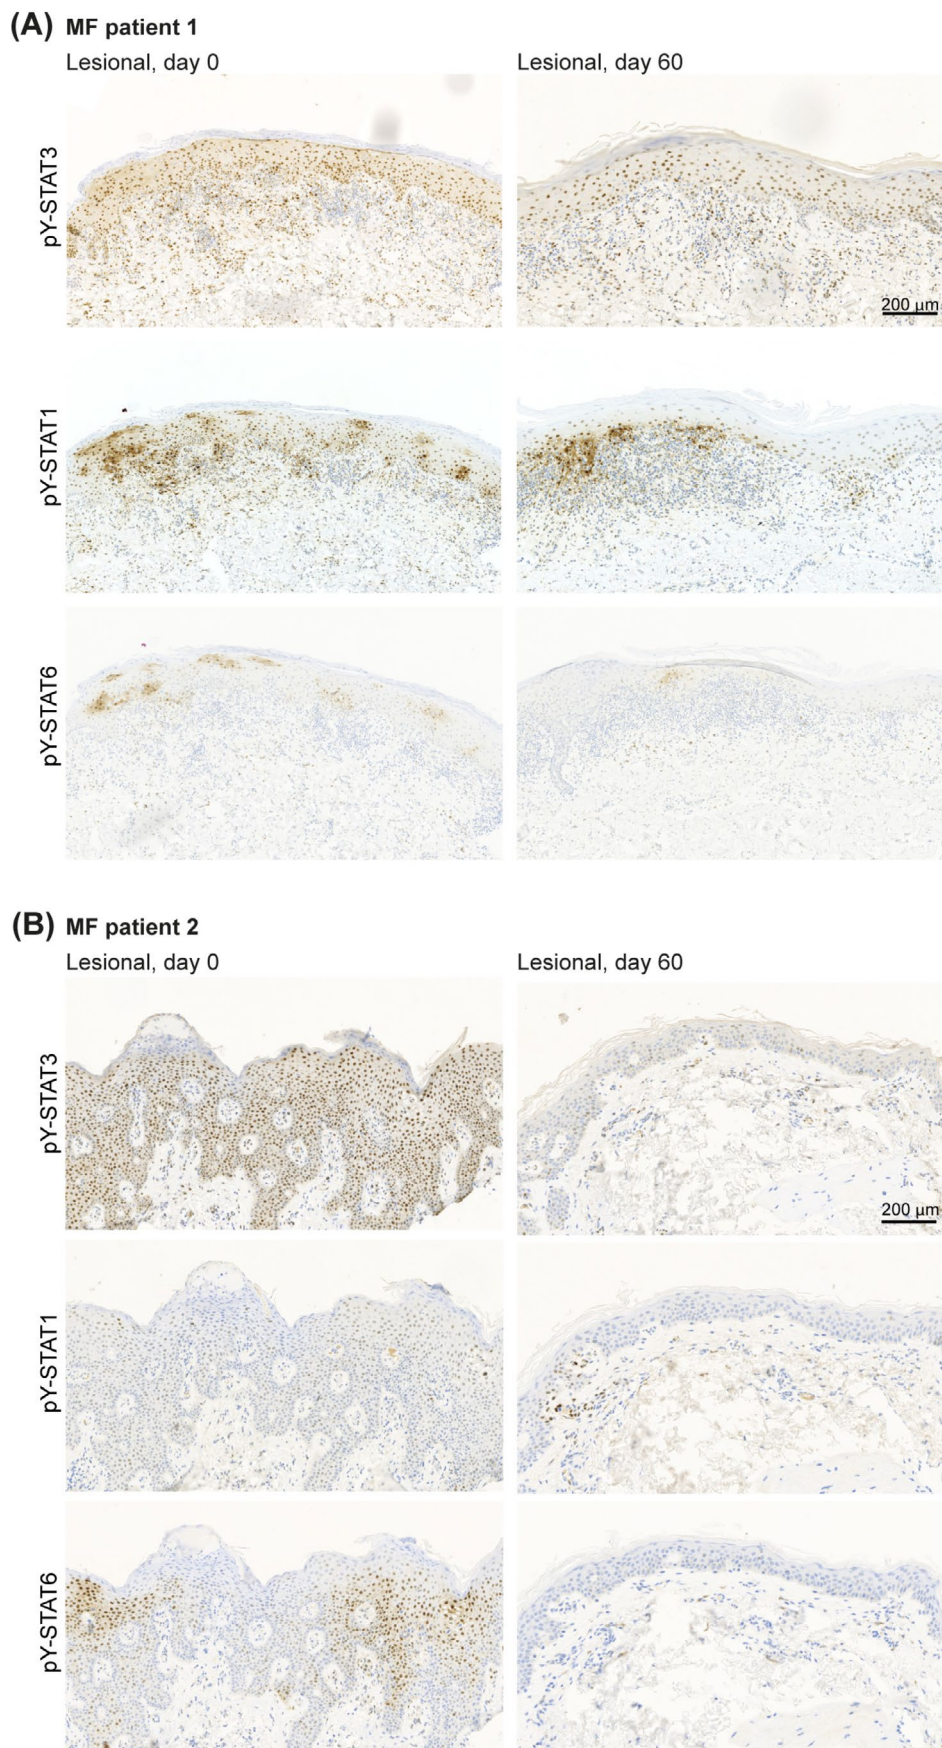 (A) MF patient 1
Lesional, day 0
Lesional, day 60
pY-STAT3
200 µm
pY-STAT1
pY-STAT6
(B) MF patient 2
Lesional, day 0
Lesional, day 60
pY-STAT3
200 µm
pY-STAT1
pY-STAT6